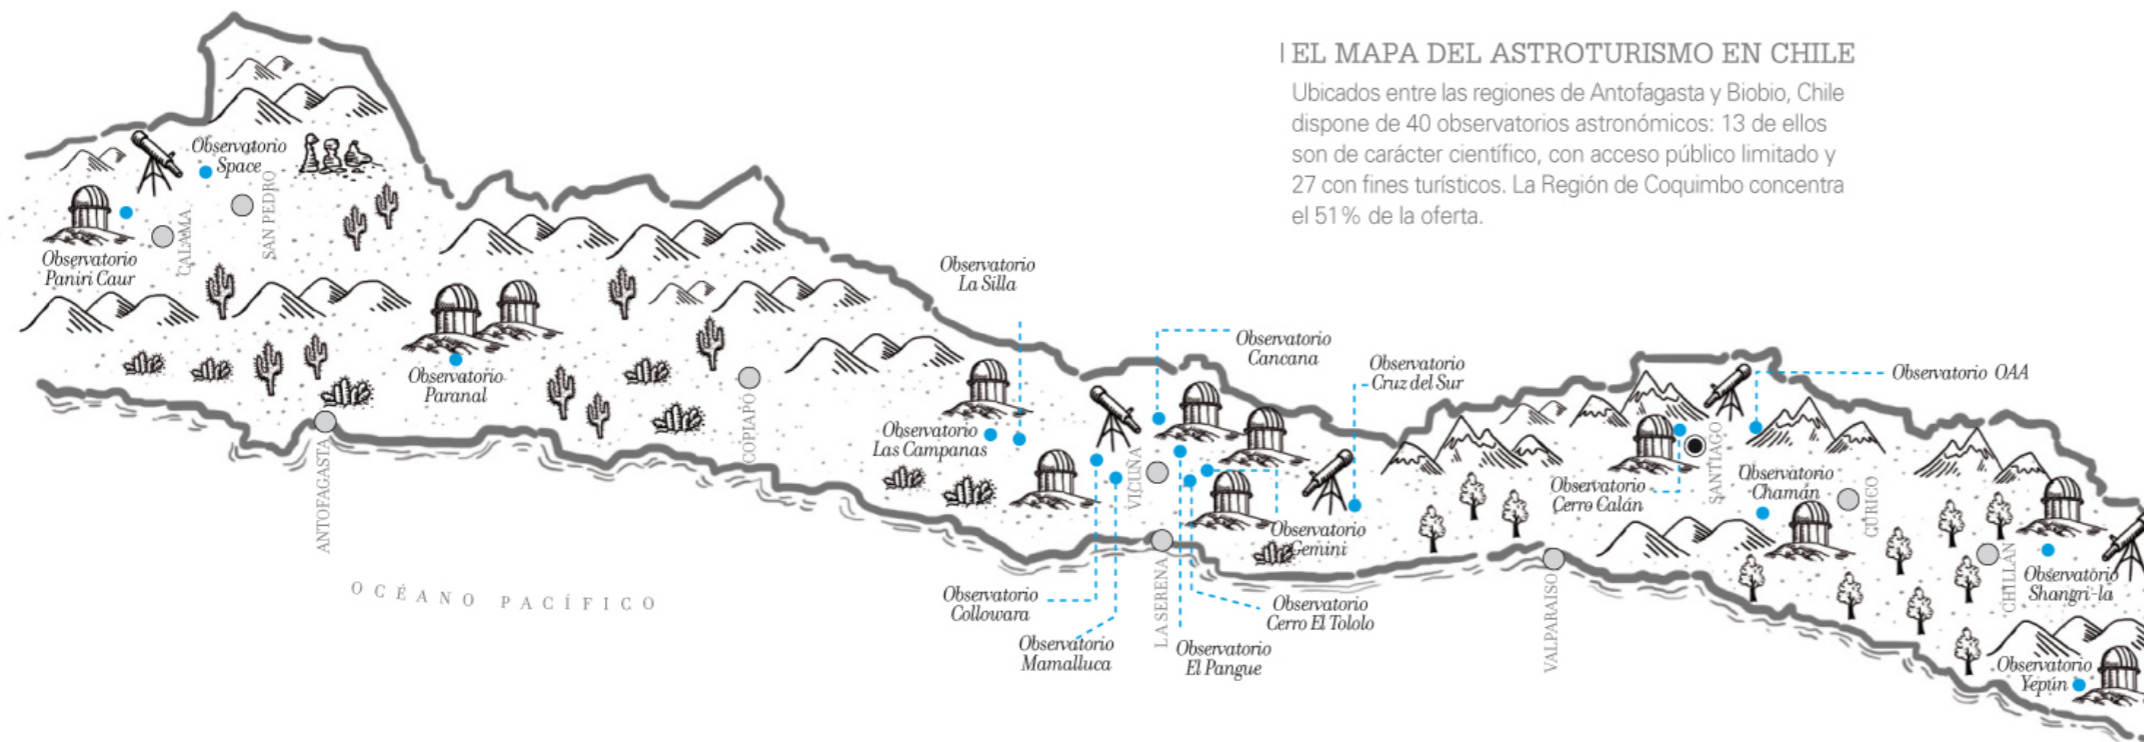 EL MAPA DEL ASTROTURISMO EN CHILE
Ubicados entre las regiones de Antofagasta y Biobio, Chile
dispone de 40 observatorios astronómicos: 13 de ellos
son de carácter científico, con acceso público limitado y
27 con fines turísticos. La Región de Coquimbo concentra
el 51% de la oferta.
Observatorio
Space
SAN PEDRO
CALAMA
Observatorio
Paniri Caur
Observatorio
Paranal
ANTOFAGASTA
COPIAPÓ
OCÉANO PACÍFICO
Observatorio
La Silla
Observatorio
Las Campanas
Observatorio
Cancana
Observatorio
Cruz del Sur
VICUÑA
Observatorio
Gemini
Observatorio
Collowara
Observatorio
Mamalluca
LA SERENA
Observatorio
El Pangue
Observatorio
Cerro El Tololo
VALPARAISO
Observatorio
Cerro Calán
SANTIAGO
Observatorio OAA
Observatorio
Chamán
CURICO
CHILLAN
Observatorio
Shangri-la
Observatorio
Yepún